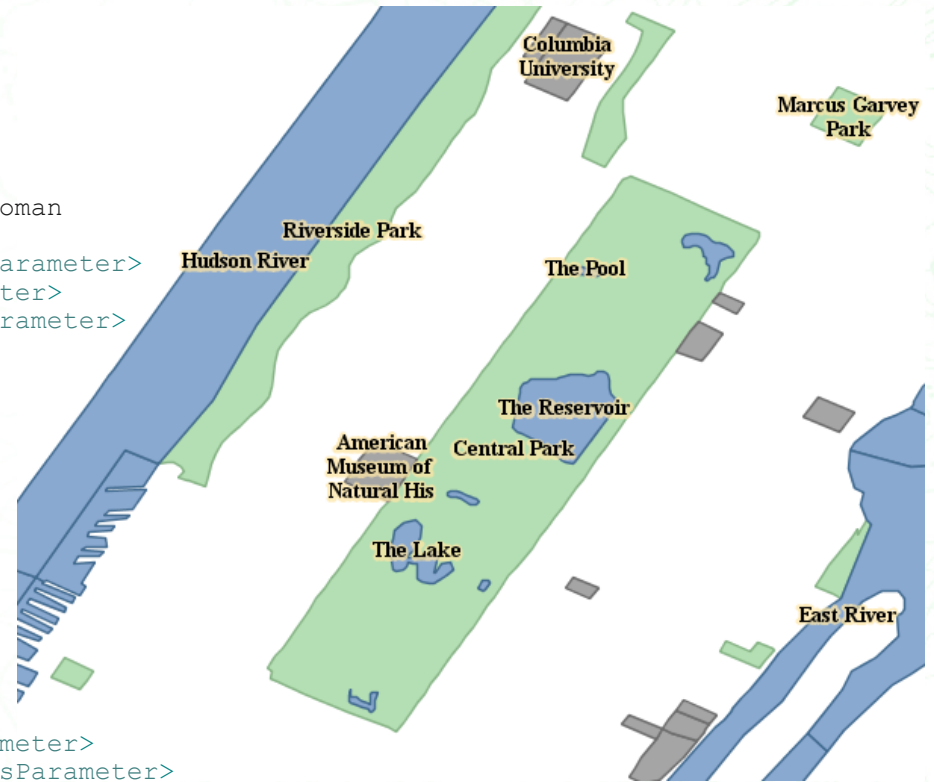 Columbia
University
Marcus Garvey
Park
oman
Riverside Park
arameter>
Hudson River
The Pool
ter>
rameter>
The Reservoir
American
Museum of
Natural His
Central Park
The Lake
East River
meter>
sParameter>